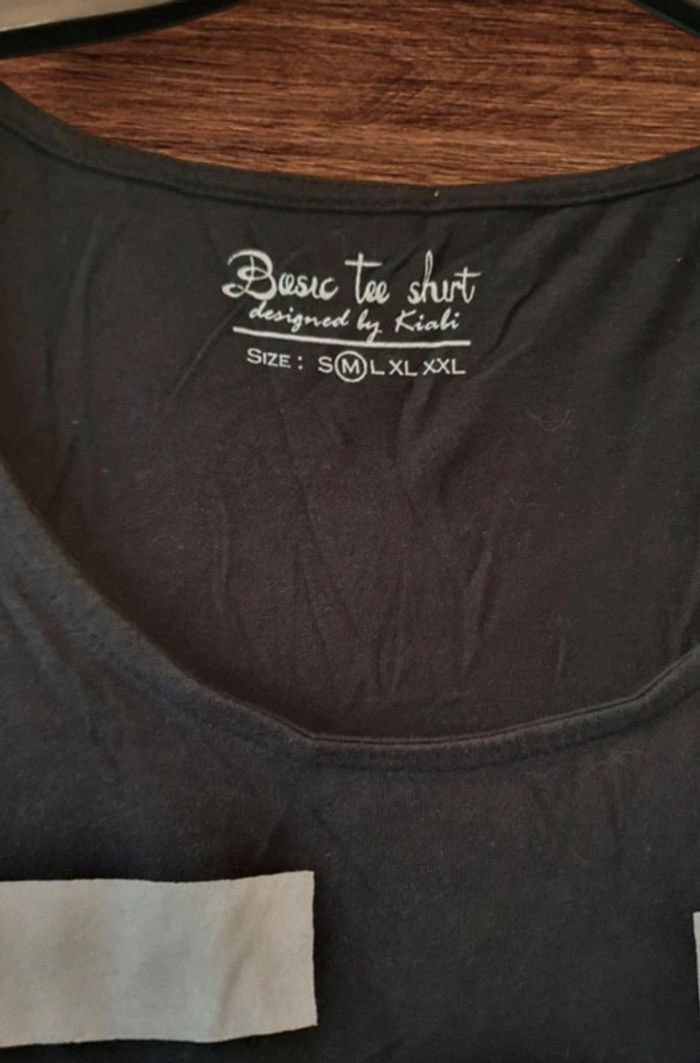 Basic tee shirt
designed by Kiabi
SIZE : S M L XL XXL